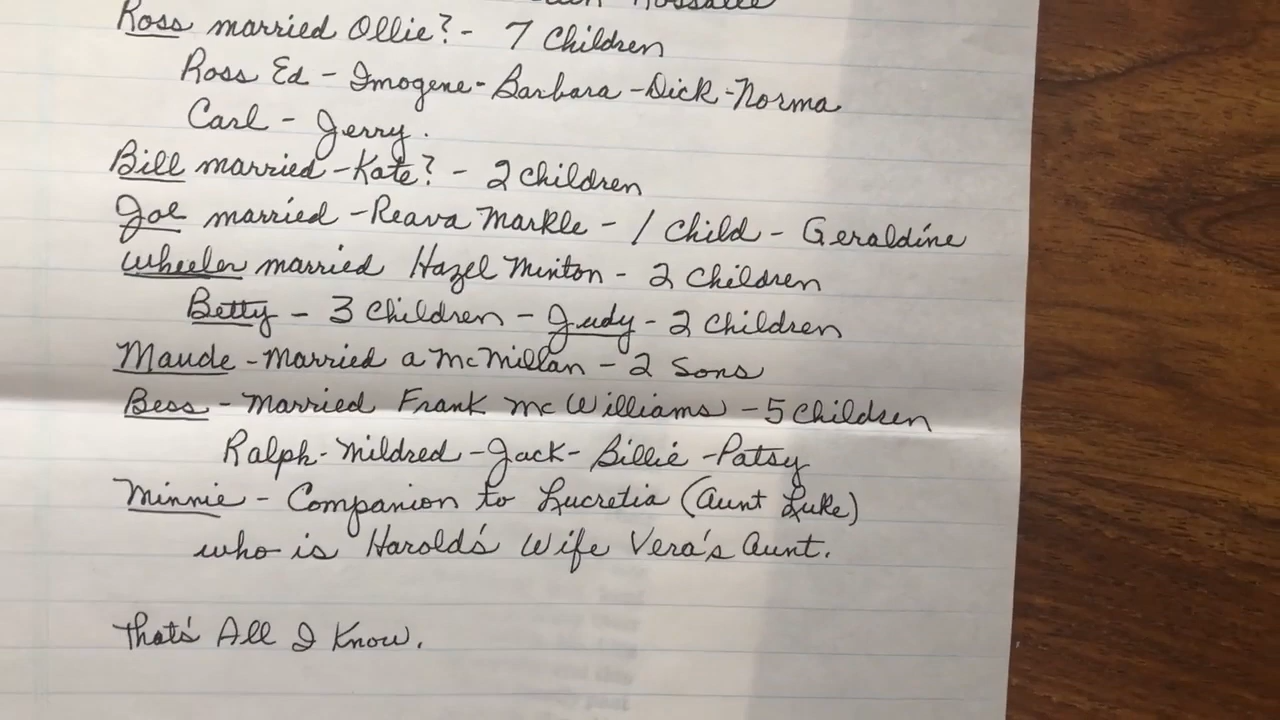 Ross married Ollie? - 7 Children
Ross Ed - Imogene - Barbara - Dick - Norma
Carl - Jerry.
Bill married - Kate? - 2 Children
Joe married - Reava Markle - 1 Child - Geraldine
Wheeler married Hazel Minton - 2 Children
Betty - 3 Children - Judy - 2 Children
Maude - Married a McMillan - 2 Sons
Bess - Married Frank McWilliams - 5 Children
Ralph - Mildred - Jack - Billie - Patsy
Minnie - Companion to Lucretia (Aunt Luke)
who is Harold's Wife Vera's Aunt.
That's All I Know.